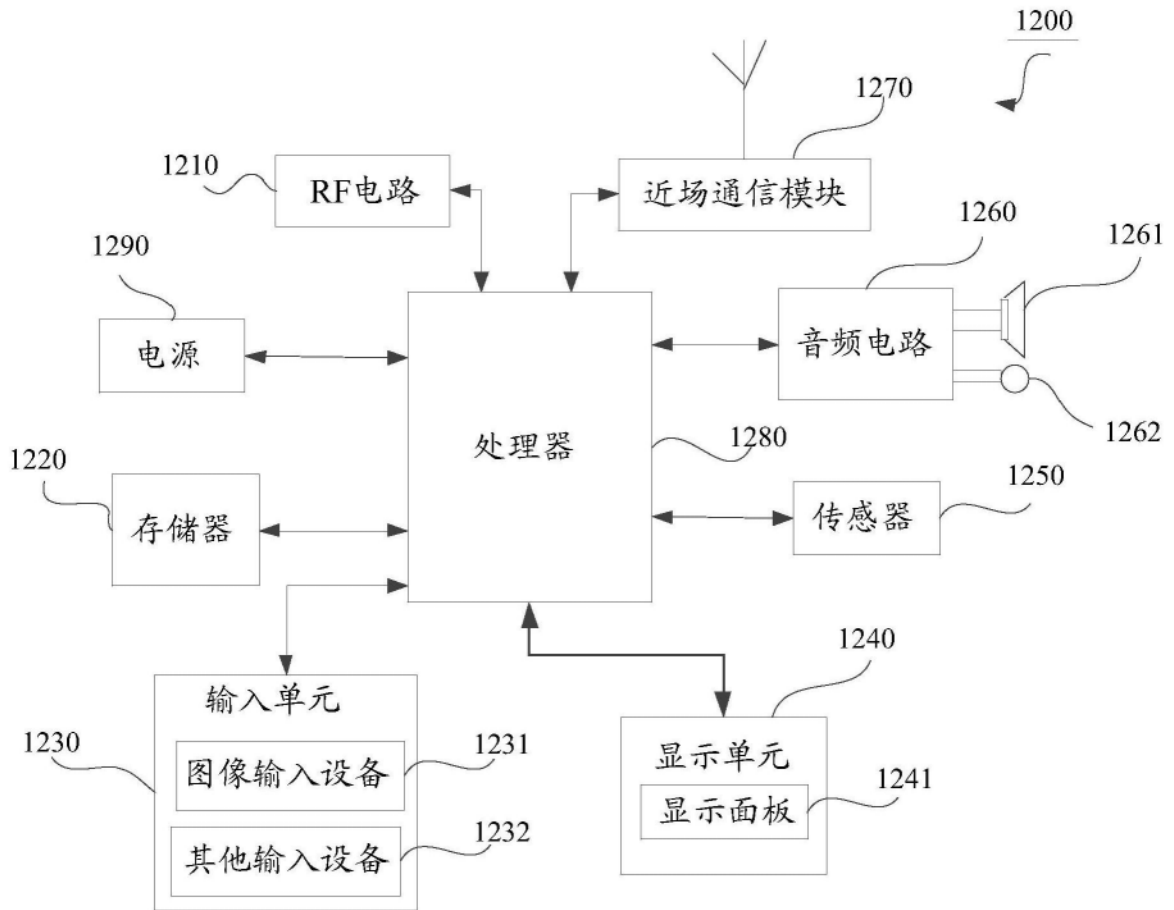 1200
1270
1210
RF电路
近场通信模块
1260
1261
1290
电源
音频电路
处理器
1280
1262
1220
存储器
1250
传感器
1240
输入单元
1230
1231
图像输入设备
显示单元
1241
显示面板
1232
其他输入设备